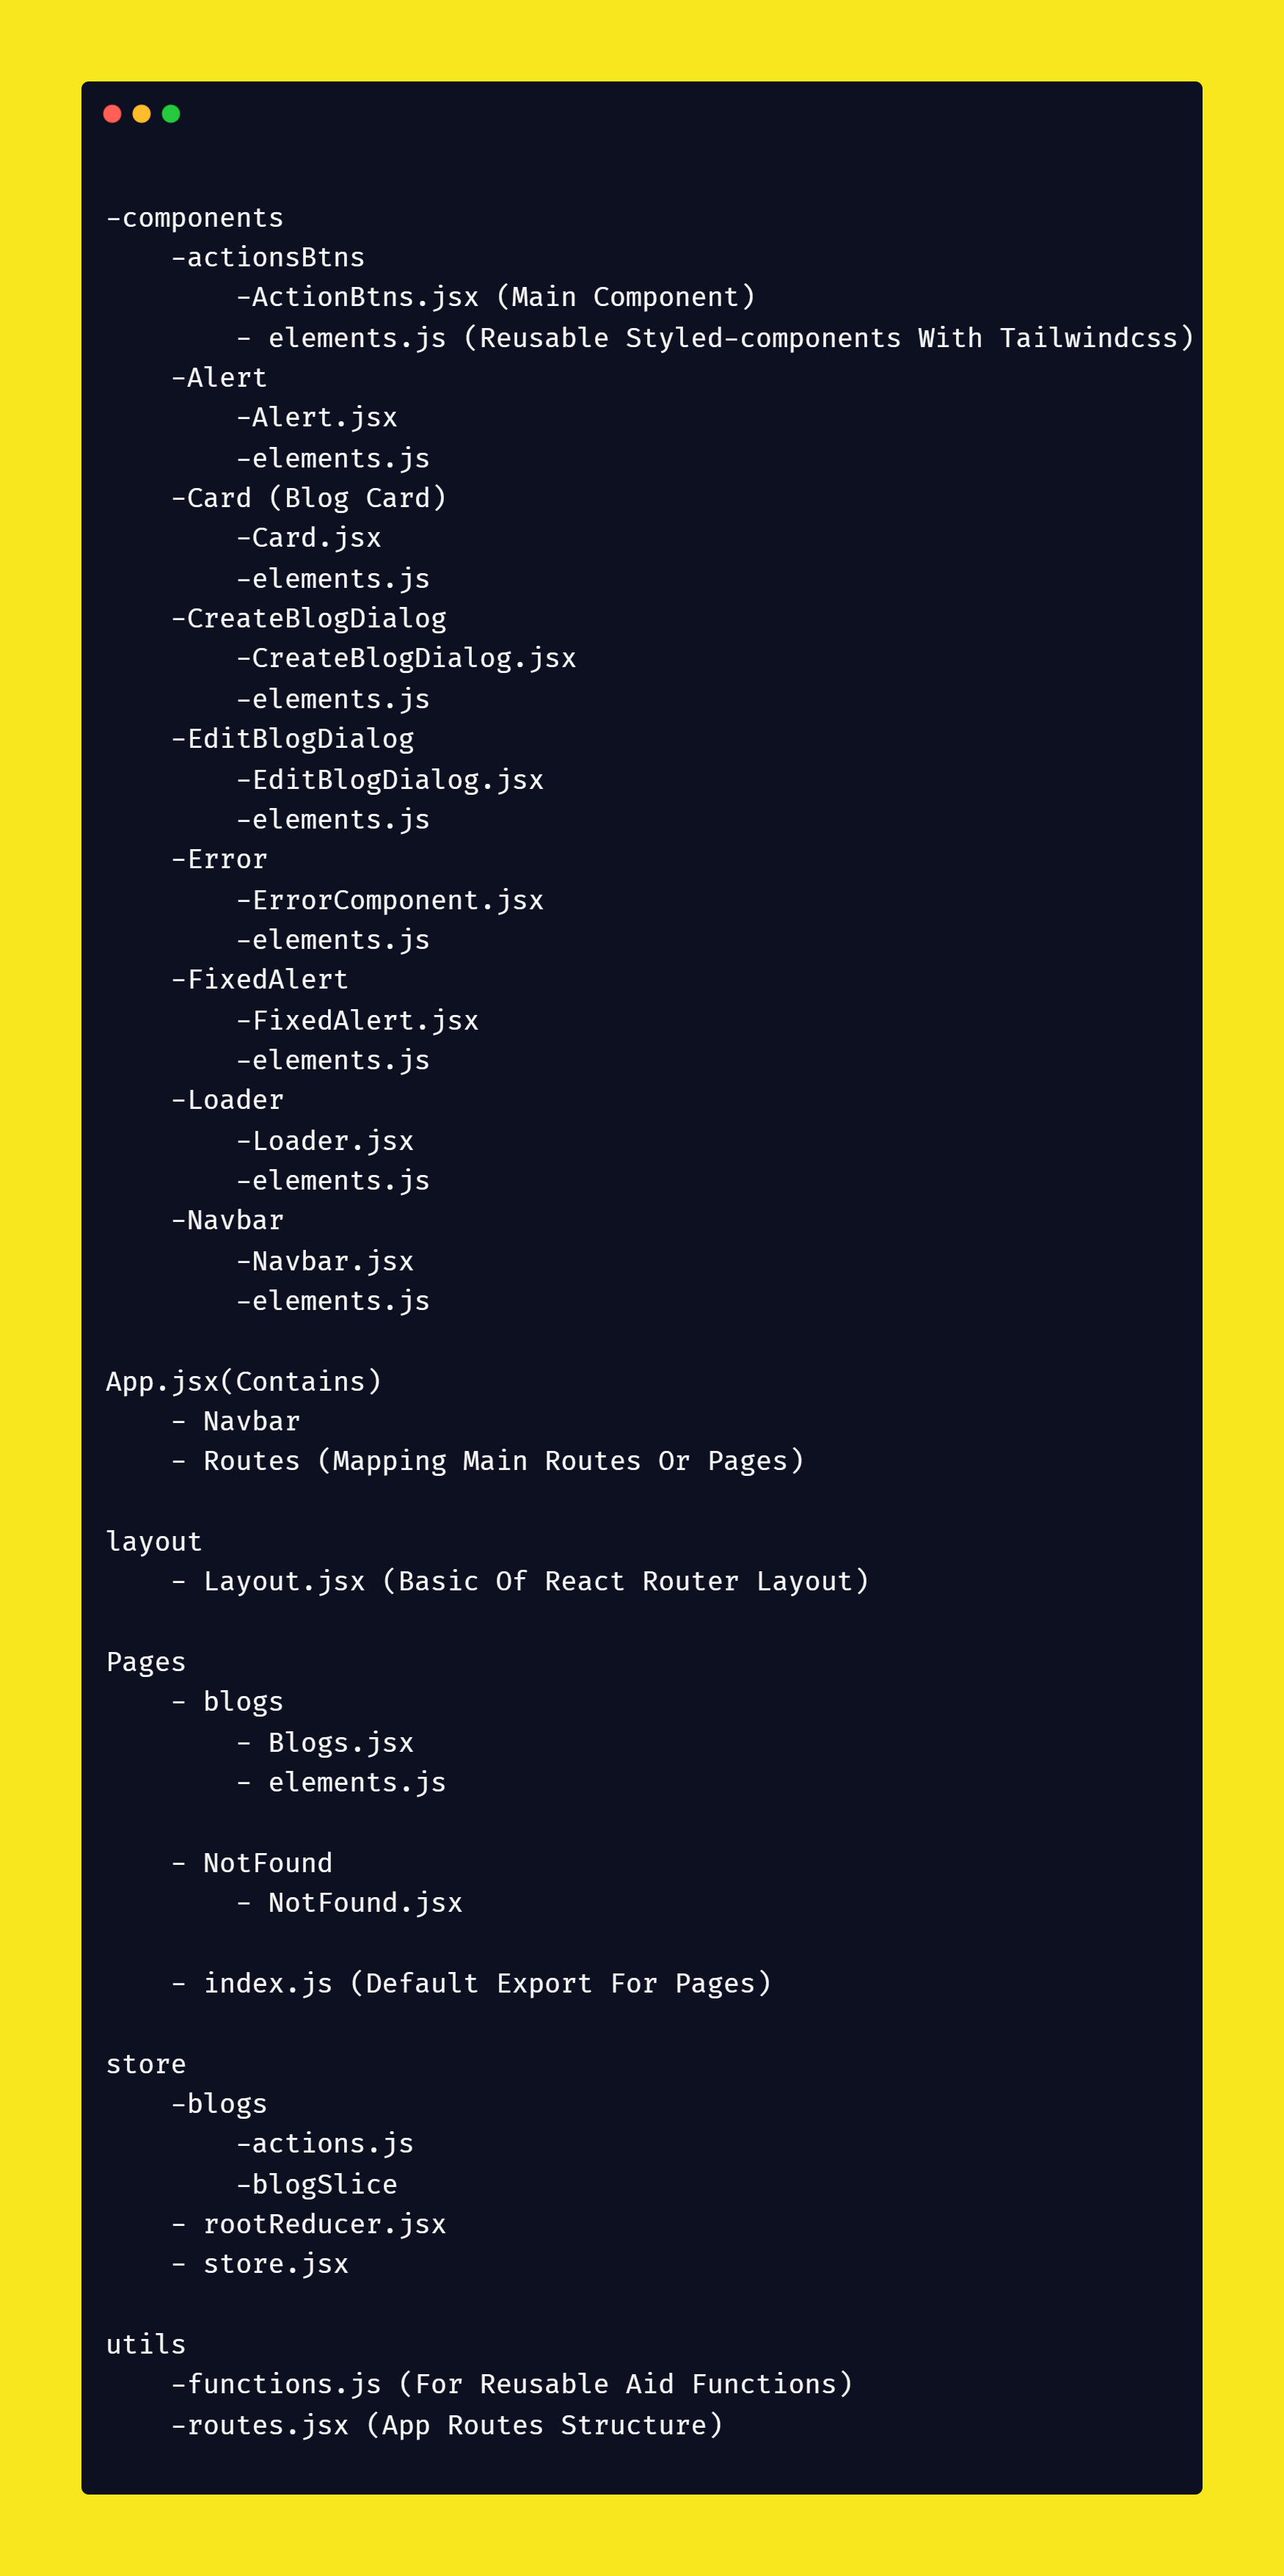 -components
    -actionsBtns
        -ActionBtns.jsx (Main Component)
        - elements.js (Reusable Styled-components With Tailwindcss)
    -Alert
        -Alert.jsx
        -elements.js
    -Card (Blog Card)
        -Card.jsx
        -elements.js
    -CreateBlogDialog
        -CreateBlogDialog.jsx
        -elements.js
    -EditBlogDialog
        -EditBlogDialog.jsx
        -elements.js
    -Error
        -ErrorComponent.jsx
        -elements.js
    -FixedAlert
        -FixedAlert.jsx
        -elements.js
    -Loader
        -Loader.jsx
        -elements.js
    -Navbar
        -Navbar.jsx
        -elements.js

App.jsx(Contains)
    - Navbar
    - Routes (Mapping Main Routes Or Pages)

layout
    - Layout.jsx (Basic Of React Router Layout)

Pages
    - blogs
        - Blogs.jsx
        - elements.js

    - NotFound
        - NotFound.jsx

    - index.js (Default Export For Pages)

store
    -blogs
        -actions.js
        -blogSlice
    - rootReducer.jsx
    - store.jsx

utils
    -functions.js (For Reusable Aid Functions)
    -routes.jsx (App Routes Structure)